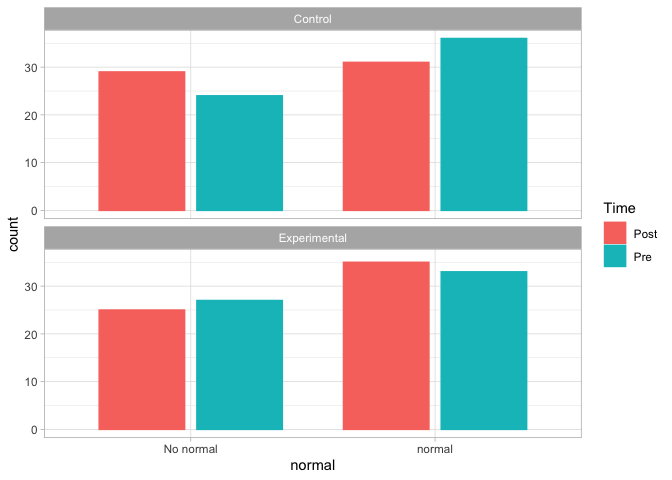 Control
30
20
10
0
count
Experimental
30
20
10
0
No normal normal
normal
Time
Post
Pre